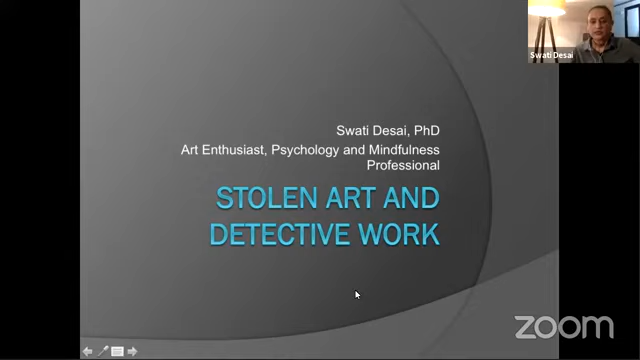 Swati Desai
Swati Desai, PhD
Art Enthusiast, Psychology and Mindfulness
Professional
STOLEN ART AND
DETECTIVE WORK
zoom